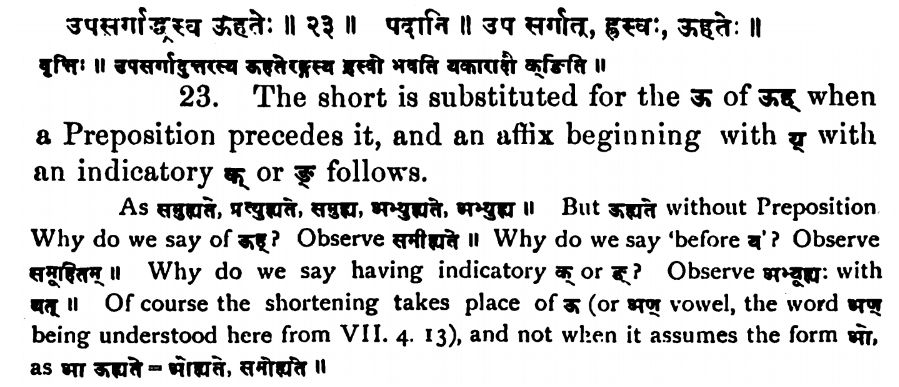 उपसर्गाद्ध्रस्व ऊहतेः ॥ २३ ॥ पदानि ॥ उप सर्गात्, ह्रस्वः, ऊहतेः ॥
वृत्तिः ॥ उपसर्गादुत्तरस्य ऊहतेरङ्गस्य ह्रस्वो भवति यकारादौ क्ङिति ॥
23. The short is substituted for the ऊ of ऊह् when
a Preposition precedes it, and an affix beginning with य् with
an indicatory क् or ङ् follows.
As समुह्यते, प्रत्युह्यते, समुह्य, अभ्युह्यते, अभ्युह्य ॥ But ऊह्यते without Preposition
Why do we say of ऊह्? Observe समीह्यते ॥ Why do we say 'before य'? Observe
समूहितम् ॥ Why do we say having indicatory क् or ङ्? Observe अभ्यूह्यः with
यत् ॥ Of course the shortening takes place of ऊ (or अण् vowel, the word अण्
being understood here from VII. 4. 13), and not when it assumes the form ओ,
as आ ऊह्यते = ओह्यते, समोह्यते ॥